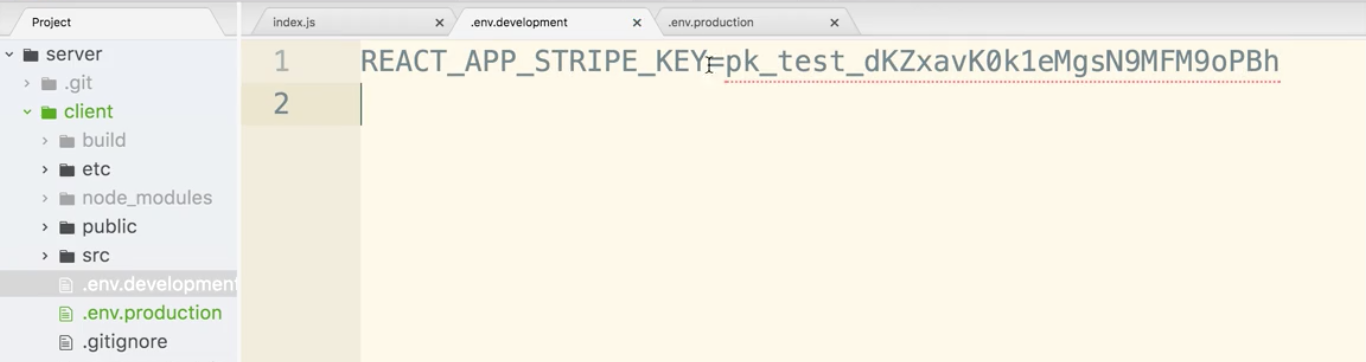 Project
index.js
.env.development
.env.production
server
.git
client
build
etc
node_modules
public
src
.env.development
.env.production
.gitignore
1
REACT_APP_STRIPE_KEY=pk_test_dKZxavK0k1eMgsN9MFM9oPBh
2